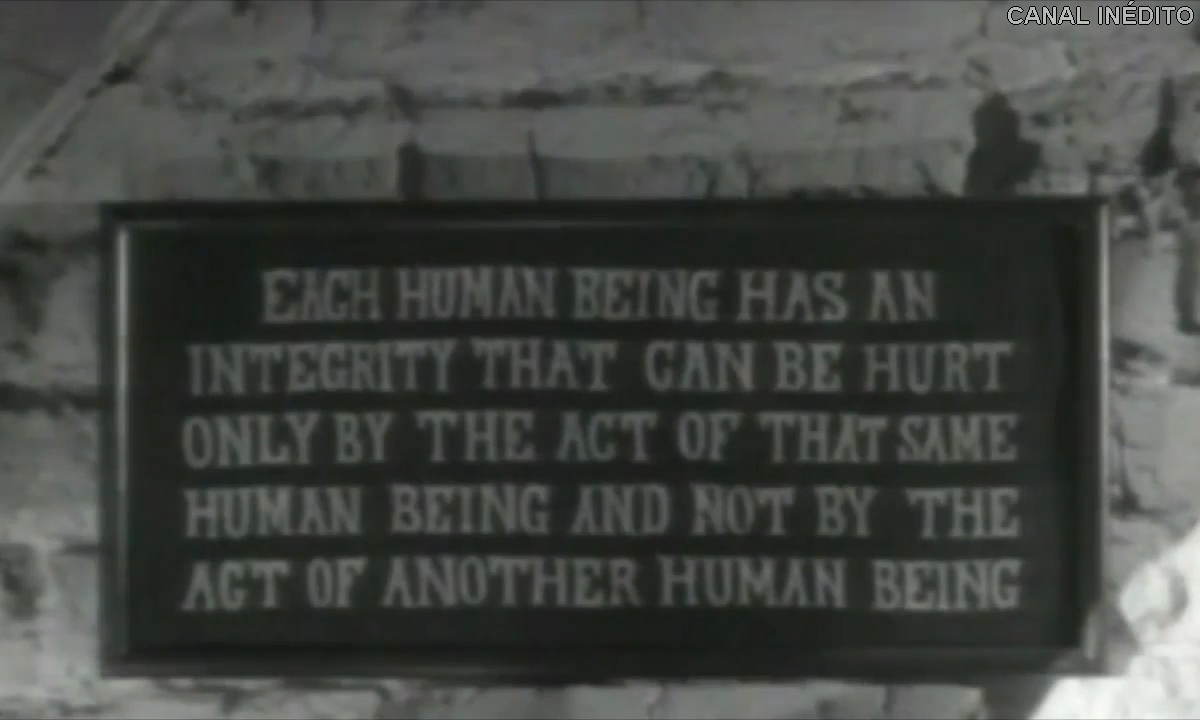 CANAL INÉDITO
EACH HUMAN BEING HAS AN
INTEGRITY THAT CAN BE HURT
ONLY BY THE ACT OF THAT SAME
HUMAN BEING AND NOT BY THE
ACT OF ANOTHER HUMAN BEING